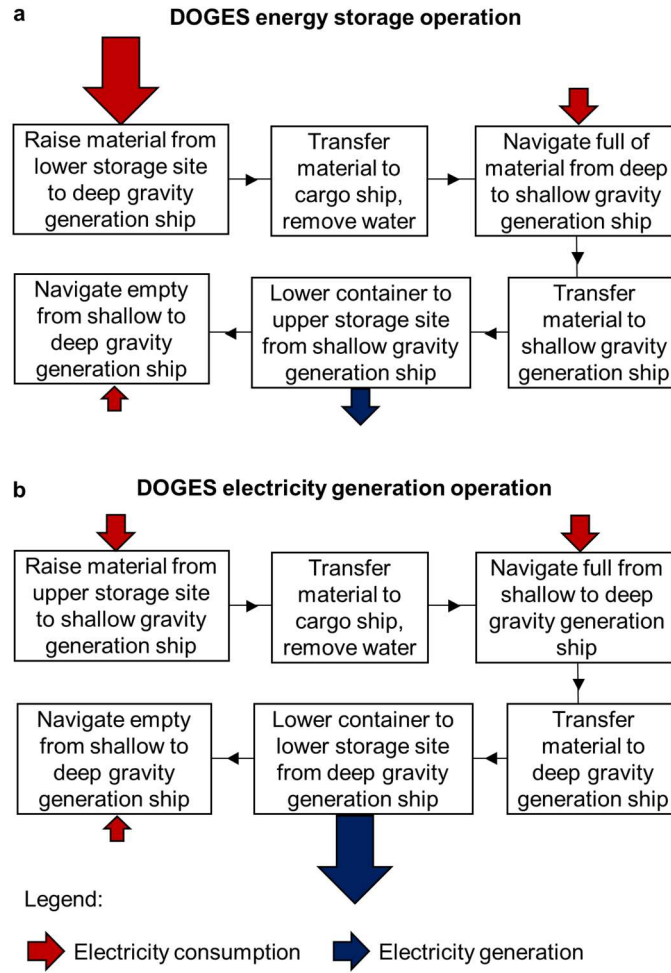 a
DOGES energy storage operation
Raise material from
lower storage site
to deep gravity
generation ship
Transfer
material to
cargo ship,
remove water
Navigate full of
material from deep
to shallow gravity
generation ship
Transfer
material to
shallow gravity
generation ship
Lower container to
upper storage site
from shallow gravity
generation ship
Navigate empty
from shallow to
deep gravity
generation ship
b
DOGES electricity generation operation
Raise material from
upper storage site
to shallow gravity
generation ship
Transfer
material to
cargo ship,
remove water
Navigate full from
shallow to deep
gravity generation
ship
Transfer
material to
deep gravity
generation ship
Lower container to
lower storage site
from deep gravity
generation ship
Navigate empty
from shallow to
deep gravity
generation ship
Legend:
Electricity consumption
Electricity generation